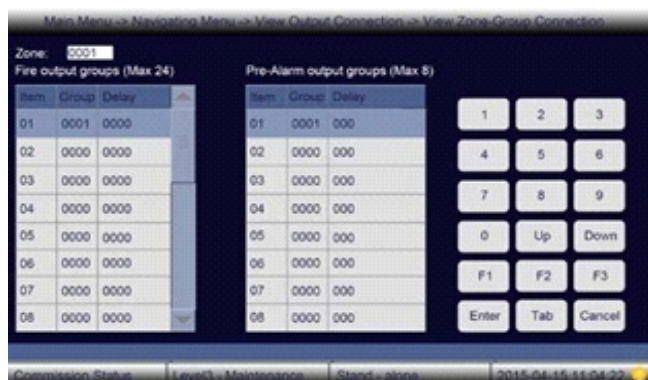 Main Menu -> Navigating Menu -> View Output Connection -> View Zone-Group Connection
Zone: 0001
Fire output groups (Max 24)
Item Group Delay
01 0001 0000
02 0000 0000
03 0000 0000
04 0000 0000
05 0000 0000
06 0000 0000
07 0000 0000
08 0000 0000
Pre-Alarm output groups (Max 8)
Item Group Delay
01 0001 000
02 0000 000
03 0000 000
04 0000 000
05 0000 000
06 0000 000
07 0000 000
08 0000 000
1 2 3
4 5 6
7 8 9
0 Up Down
F1 F2 F3
Enter Tab Cancel
Commission Status Level3 - Maintenance Stand - alone 2015-04-15 11:04:22